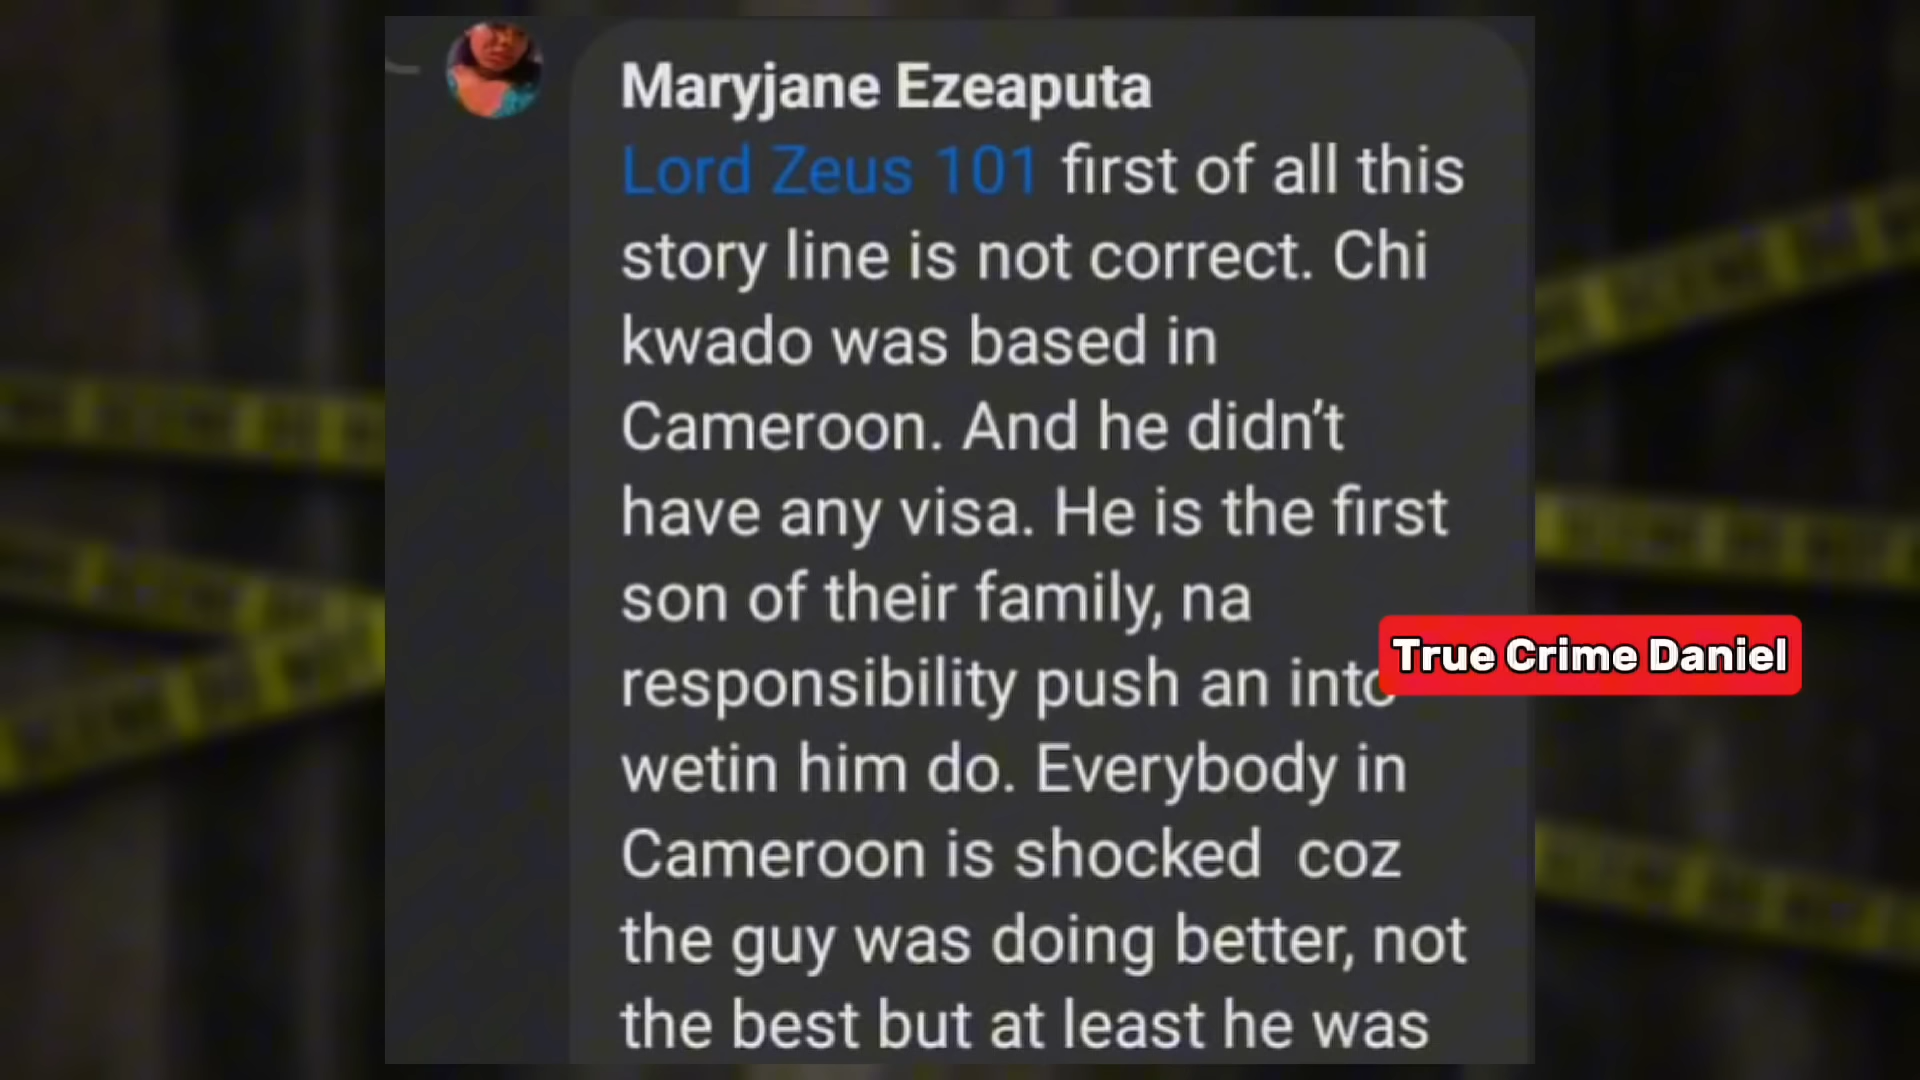 Maryjane Ezeaputa
Lord Zeus 101 first of all this
story line is not correct. Chi
kwado was based in
Cameroon. And he didn't
have any visa. He is the first
son of their family, na
responsibility push an into
wetin him do. Everybody in
Cameroon is shocked  coz
the guy was doing better, not
the best but at least he was
True Crime Daniel